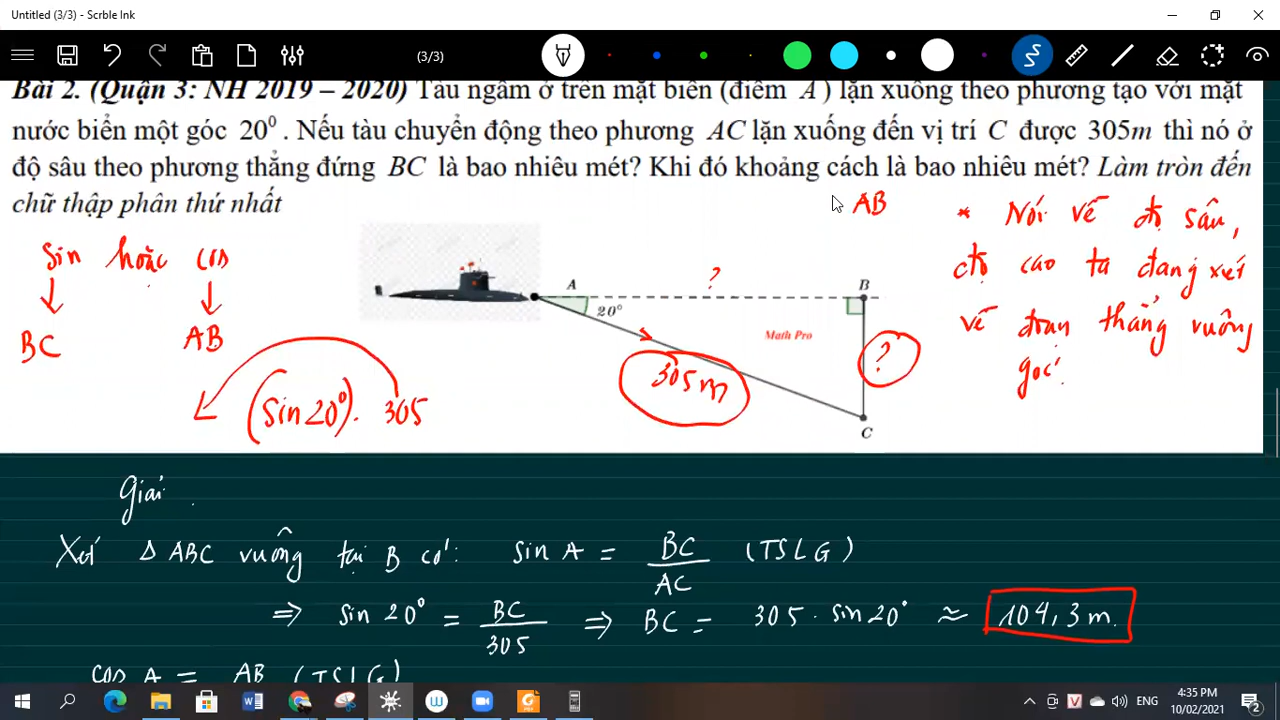 Untitled (3/3) - Scrble Ink
(3/3)
Bài 2. (Quận 3: NH 2019 – 2020) Tàu ngầm ở trên mặt biển (điểm A) lặn xuống theo phương tạo với mặt
nước biển một góc 20⁰. Nếu tàu chuyển động theo phương AC lặn xuống đến vị trí C được 305m thì nó ở
độ sâu theo phương thẳng đứng BC là bao nhiêu mét? Khi đó khoảng cách là bao nhiêu mét? Làm tròn đến
chữ thập phân thứ nhất
AB
* Nói về độ sâu,
độ cao ta đang xét
về đoạn thẳng vuông
góc
Sin hoặc cos
BC AB
(Sin20⁰). 305
A ? B
20⁰
Math Pro
305m
?
C
Giải
Xét Δ ABC vuông tại B có: sin A = BC/AC (TSLG)
⇒ sin 20° = BC/305 ⇒ BC = 305 . sin20° ≈ 104,3 m.
cos A = AB (TSLG)
ENG
4:35 PM
10/02/2021
2